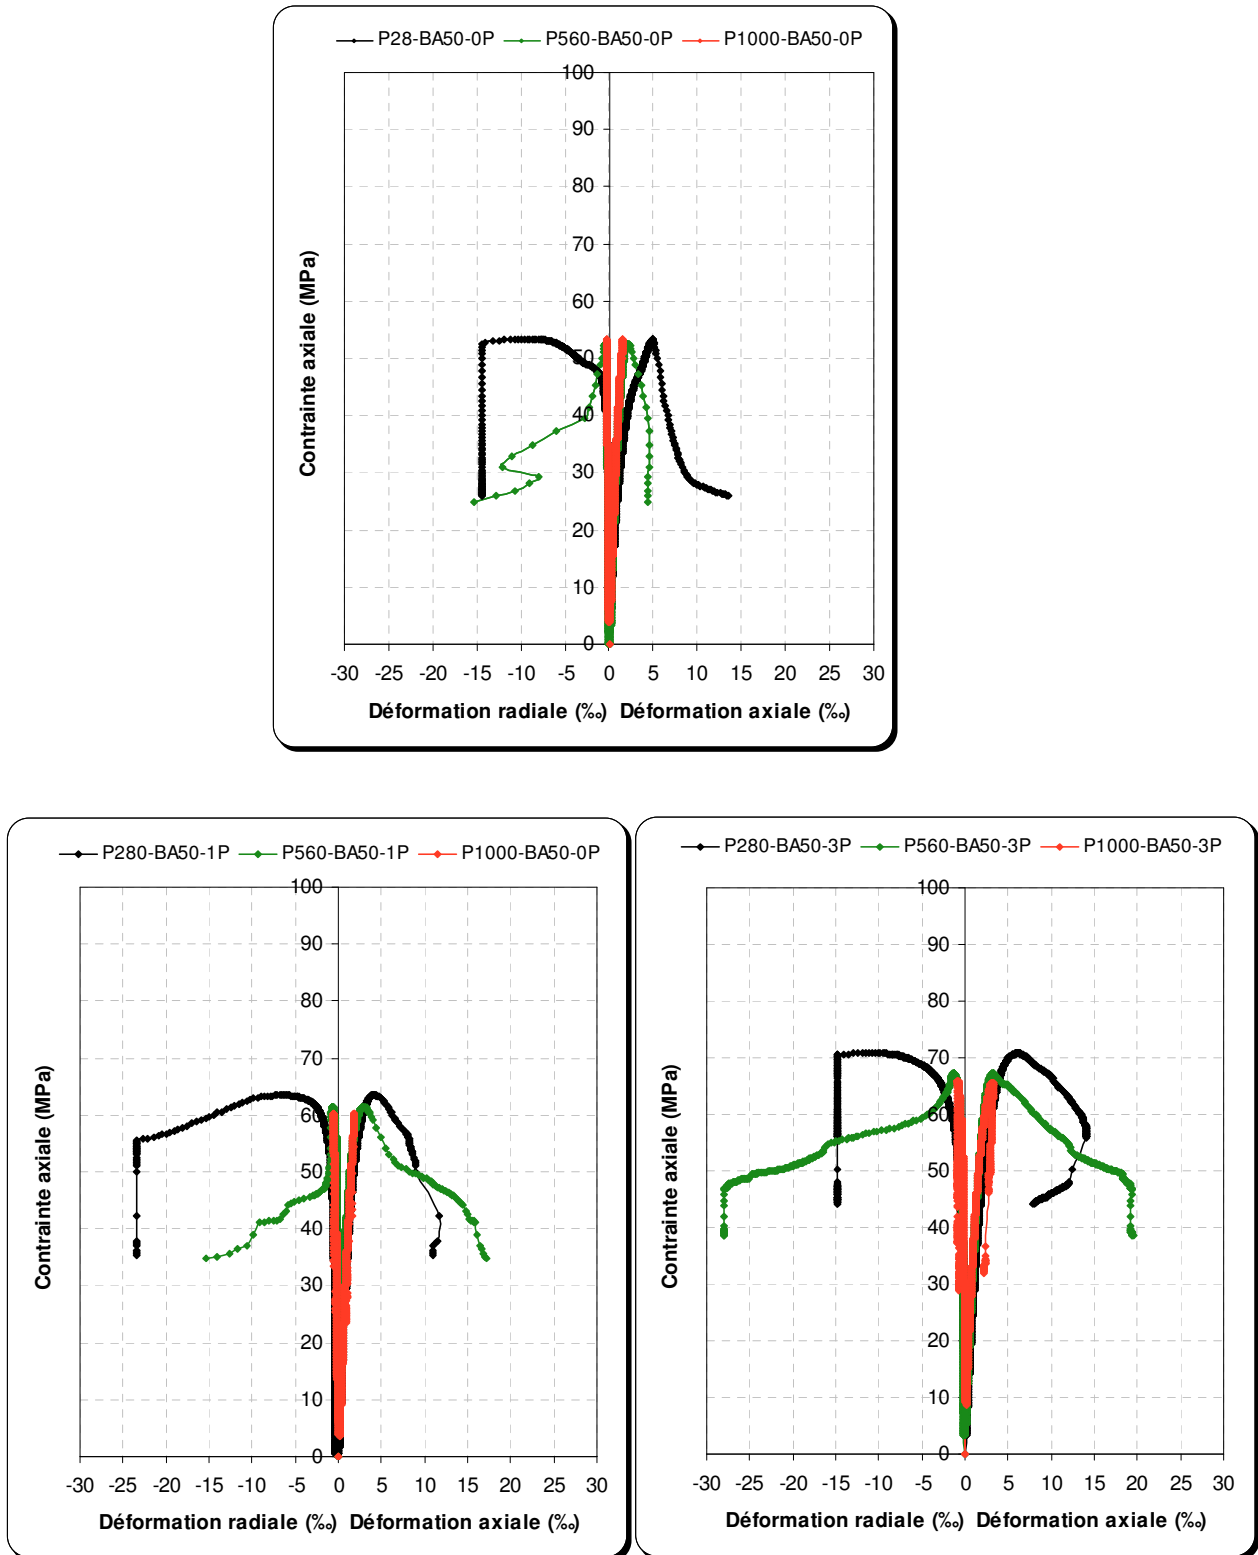 P28-BA50-0P P560-BA50-0P P1000-BA50-0P
100
90
80
70
60
50
40
30
20
10
0
-30 -25 -20 -15 -10 -5 0 5 10 15 20 25 30
Contrainte axiale (MPa)
Déformation radiale (‰) Déformation axiale (‰)
P280-BA50-1P P560-BA50-1P P1000-BA50-0P
100
90
80
70
60
50
40
30
20
10
0
-30 -25 -20 -15 -10 -5 0 5 10 15 20 25 30
Contrainte axiale (MPa)
Déformation radiale (‰) Déformation axiale (‰)
P280-BA50-3P P560-BA50-3P P1000-BA50-3P
100
90
80
70
60
50
40
30
20
10
0
-30 -25 -20 -15 -10 -5 0 5 10 15 20 25 30
Contrainte axiale (MPa)
Déformation radiale (‰) Déformation axiale (‰)